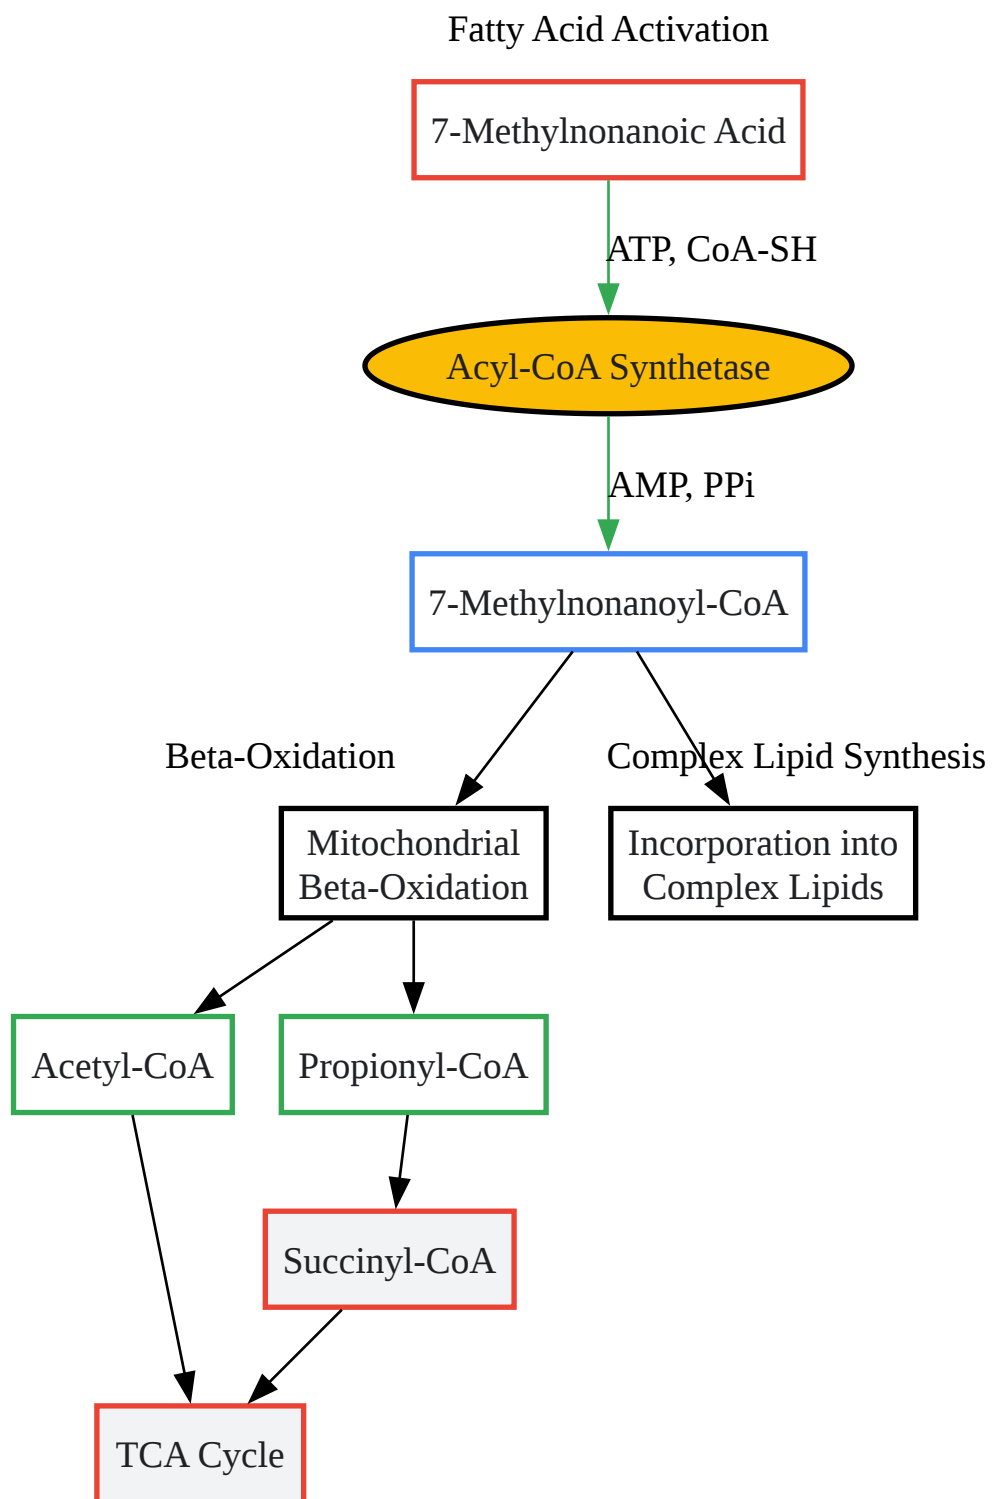 Fatty Acid Activation
7-Methylnonanoic Acid
ATP, CoA-SH
Acyl-CoA Synthetase
AMP, PPi
7-Methylnonanoyl-CoA
Beta-Oxidation
Complex Lipid Synthesis
Mitochondrial
Beta-Oxidation
Incorporation into
Complex Lipids
Acetyl-CoA
Propionyl-CoA
Succinyl-CoA
TCA Cycle